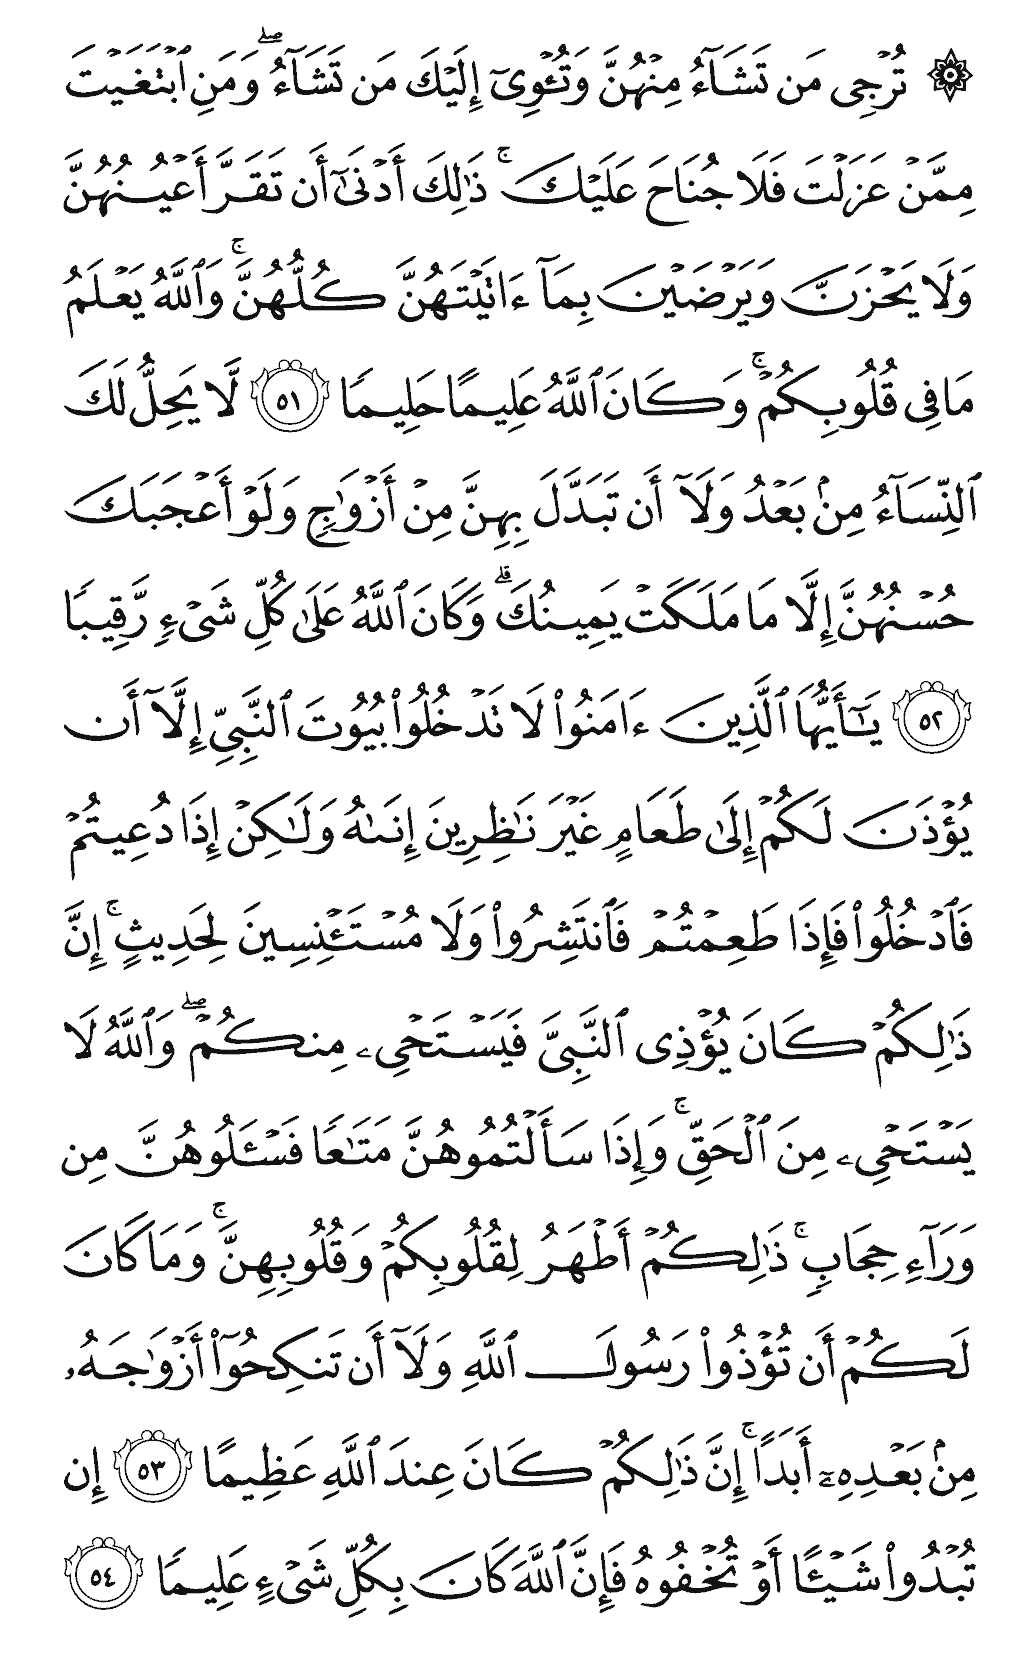 ۞ تُرْجِى مَن تَشَآءُ مِنْهُنَّ وَتُـْٔوِىٓ إِلَيْكَ مَن تَشَآءُ ۖ وَمَنِ ٱبْتَغَيْتَ
مِمَّنْ عَزَلْتَ فَلَا جُنَاحَ عَلَيْكَ ۚ ذَٰلِكَ أَدْنَىٰٓ أَن تَقَرَّ أَعْيُنُهُنَّ
وَلَا يَحْزَنَّ وَيَرْضَيْنَ بِمَآ ءَاتَيْتَهُنَّ كُلُّهُنَّ ۚ وَٱللَّهُ يَعْلَمُ
مَا فِى قُلُوبِكُمْ ۚ وَكَانَ ٱللَّهُ عَلِيمًا حَلِيمًا ٥١ لَّا يَحِلُّ لَكَ
ٱلنِّسَآءُ مِنۢ بَعْدُ وَلَآ أَن تَبَدَّلَ بِهِنَّ مِنْ أَزْوَٰجٍ وَلَوْ أَعْجَبَكَ
حُسْنُهُنَّ إِلَّا مَا مَلَكَتْ يَمِينُكَ ۗ وَكَانَ ٱللَّهُ عَلَىٰ كُلِّ شَىْءٍ رَّقِيبًا
٥٢ يَـٰٓأَيُّهَا ٱلَّذِينَ ءَامَنُوا۟ لَا تَدْخُلُوا۟ بُيُوتَ ٱلنَّبِىِّ إِلَّآ أَن
يُؤْذَنَ لَكُمْ إِلَىٰ طَعَامٍ غَيْرَ نَـٰظِرِينَ إِنَىٰهُ وَلَـٰكِنْ إِذَا دُعِيتُمْ
فَٱدْخُلُوا۟ فَإِذَا طَعِمْتُمْ فَٱنتَشِرُوا۟ وَلَا مُسْتَـْٔنِسِينَ لِحَدِيثٍ ۚ إِنَّ
ذَٰلِكُمْ كَانَ يُؤْذِى ٱلنَّبِىَّ فَيَسْتَحْىِۦ مِنكُمْ ۖ وَٱللَّهُ لَا
يَسْتَحْىِۦ مِنَ ٱلْحَقِّ ۚ وَإِذَا سَأَلْتُمُوهُنَّ مَتَـٰعًا فَسْـَٔلُوهُنَّ مِن
وَرَآءِ حِجَابٍ ۚ ذَٰلِكُمْ أَطْهَرُ لِقُلُوبِكُمْ وَقُلُوبِهِنَّ ۚ وَمَا كَانَ
لَكُمْ أَن تُؤْذُوا۟ رَسُولَ ٱللَّهِ وَلَآ أَن تَنكِحُوٓا۟ أَزْوَٰجَهُۥ
مِنۢ بَعْدِهِۦٓ أَبَدًا ۚ إِنَّ ذَٰلِكُمْ كَانَ عِندَ ٱللَّهِ عَظِيمًا ٥٣ إِن
تُبْدُوا۟ شَيْـًٔا أَوْ تُخْفُوهُ فَإِنَّ ٱللَّهَ كَانَ بِكُلِّ شَىْءٍ عَلِيمًا ٥٤